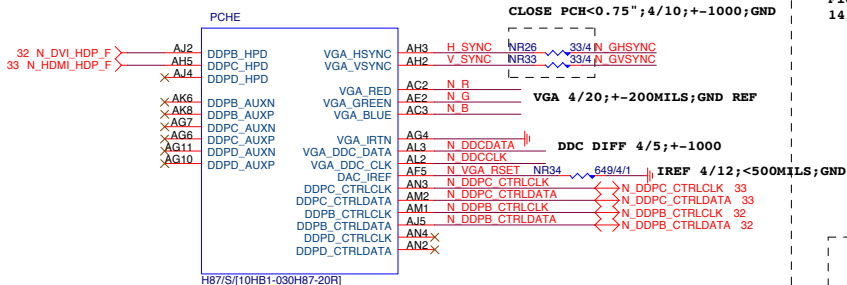 CLOSE PCH<0.75";4/10;+-1000;GND
14
PCHE
32 N_DVI_HDP_F AJ2 DDPB_HPD VGA_HSYNC AH3 H_SYNC NR26 33/4 N_GHSYNC
33 N_HDMI_HDP_F AH5 DDPC_HPD VGA_VSYNC AH2 V_SYNC NR33 33/4 N_GVSYNC
AJ4 DDPD_HPD
VGA_RED AC2 N_R
AK6 DDPB_AUXN VGA_GREEN AE2 N_G
VGA 4/20;+-200MILS;GND REF
AK8 DDPB_AUXP VGA_BLUE AC3 N_B
AG7 DDPC_AUXN
AG6 DDPC_AUXP VGA_IRTN AG4
AG11 DDPD_AUXN VGA_DDC_DATA AL3 N_DDCDATA DDC DIFF 4/5;+-1000
AG10 DDPD_AUXP VGA_DDC_CLK AL2 N_DDCCLK
DAC_IREF AF5 N_VGA_RSET NR34 649/4/1 IREF 4/12;<500MILS;GND
DDPC_CTRLCLK AN3 N_DDPC_CTRLCLK N_DDPC_CTRLCLK 33
DDPC_CTRLDATA AM2 N_DDPC_CTRLDATA N_DDPC_CTRLDATA 33
DDPB_CTRLCLK AM1 N_DDPB_CTRLCLK N_DDPB_CTRLCLK 32
DDPB_CTRLDATA AJ5 N_DDPB_CTRLDATA N_DDPB_CTRLDATA 32
DDPD_CTRLCLK AN4
DDPD_CTRLDATA AN2
H87/S/[10HB1-030H87-20R]